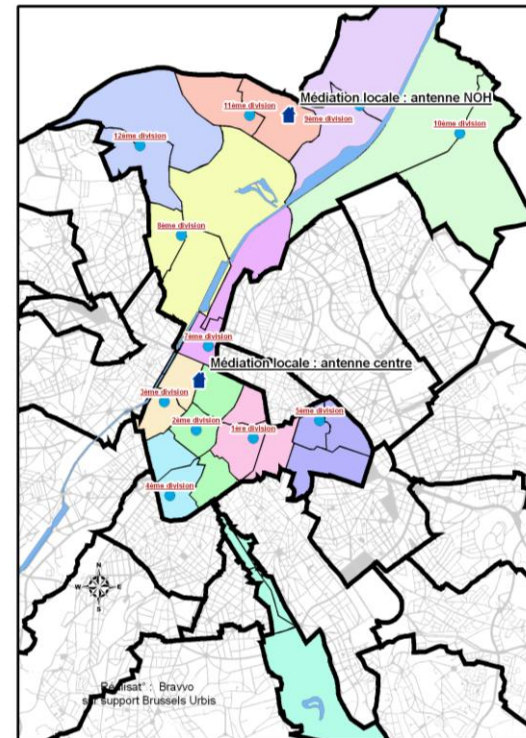 11ème division
Médiation locale : antenne NOH
9ème division
10ème division
12ème division
8ème division
7ème division
Médiation locale : antenne centre
3ème division
5ème division
2ème division
1ère division
4ème division
N
W E
S
Réalisat° : Bravvo
sur support Brussels Urbis